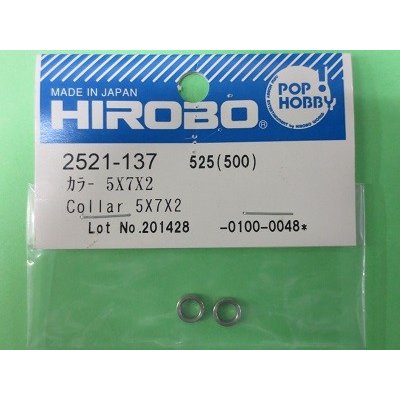 MADE IN JAPAN
HIROBO®
POP!
HOBBY
2521-137 525(500)
カラー 5X7X2
Collar 5X7X2
Lot No.201428 -0100-0048*